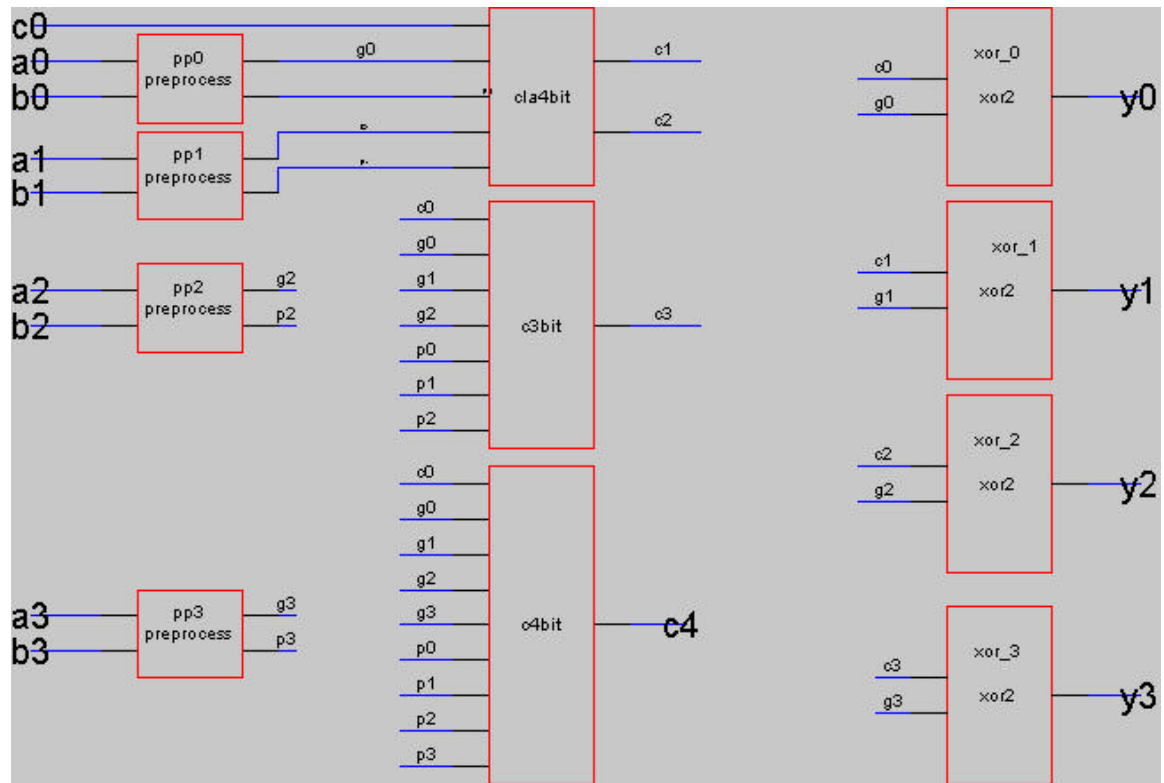 c0
a0
b0
pp0
preprocess
g0
a1
b1
pp1
preprocess
cla4bit
c1
c2
a2
b2
pp2
preprocess
g2
p2
c0
g0
g1
g2
p0
p1
p2
c3bit
c3
a3
b3
pp3
preprocess
g3
p3
c0
g0
g1
g2
g3
p0
p1
p2
p3
c4bit
c4
c0
g0
xor_0
xor2
y0
c1
g1
xor_1
xor2
y1
c2
g2
xor_2
xor2
y2
c3
g3
xor_3
xor2
y3